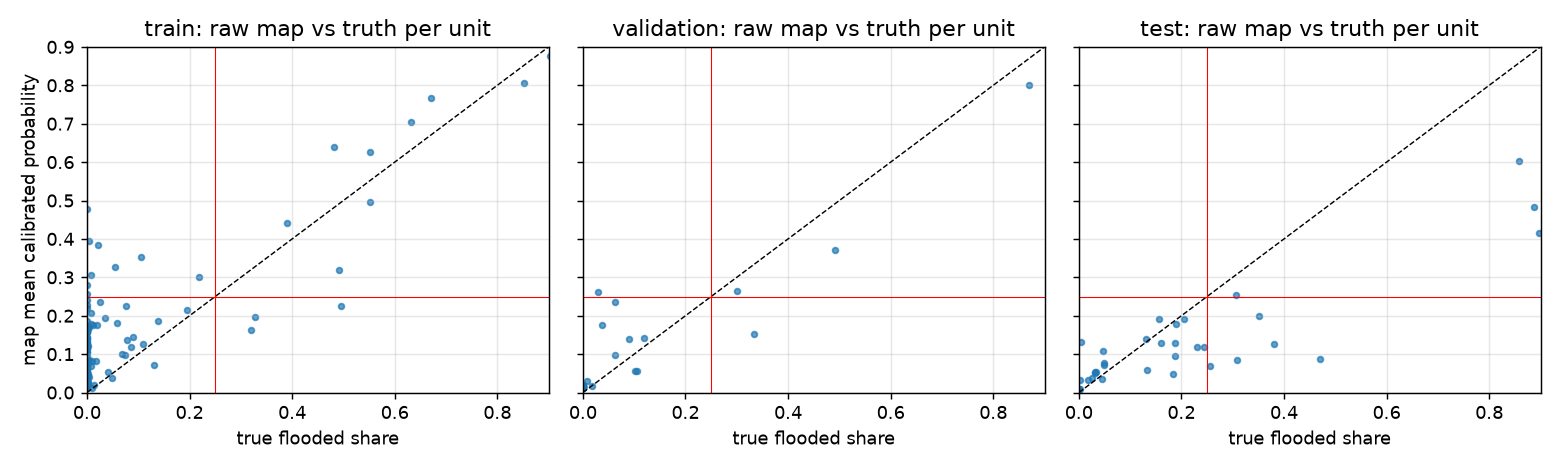 train: raw map vs truth per unit
validation: raw map vs truth per unit
test: raw map vs truth per unit
map mean calibrated probability
0.9
0.8
0.7
0.6
0.5
0.4
0.3
0.2
0.1
0.0
0.0 0.2 0.4 0.6 0.8
0.0 0.2 0.4 0.6 0.8
0.0 0.2 0.4 0.6 0.8
true flooded share
true flooded share
true flooded share